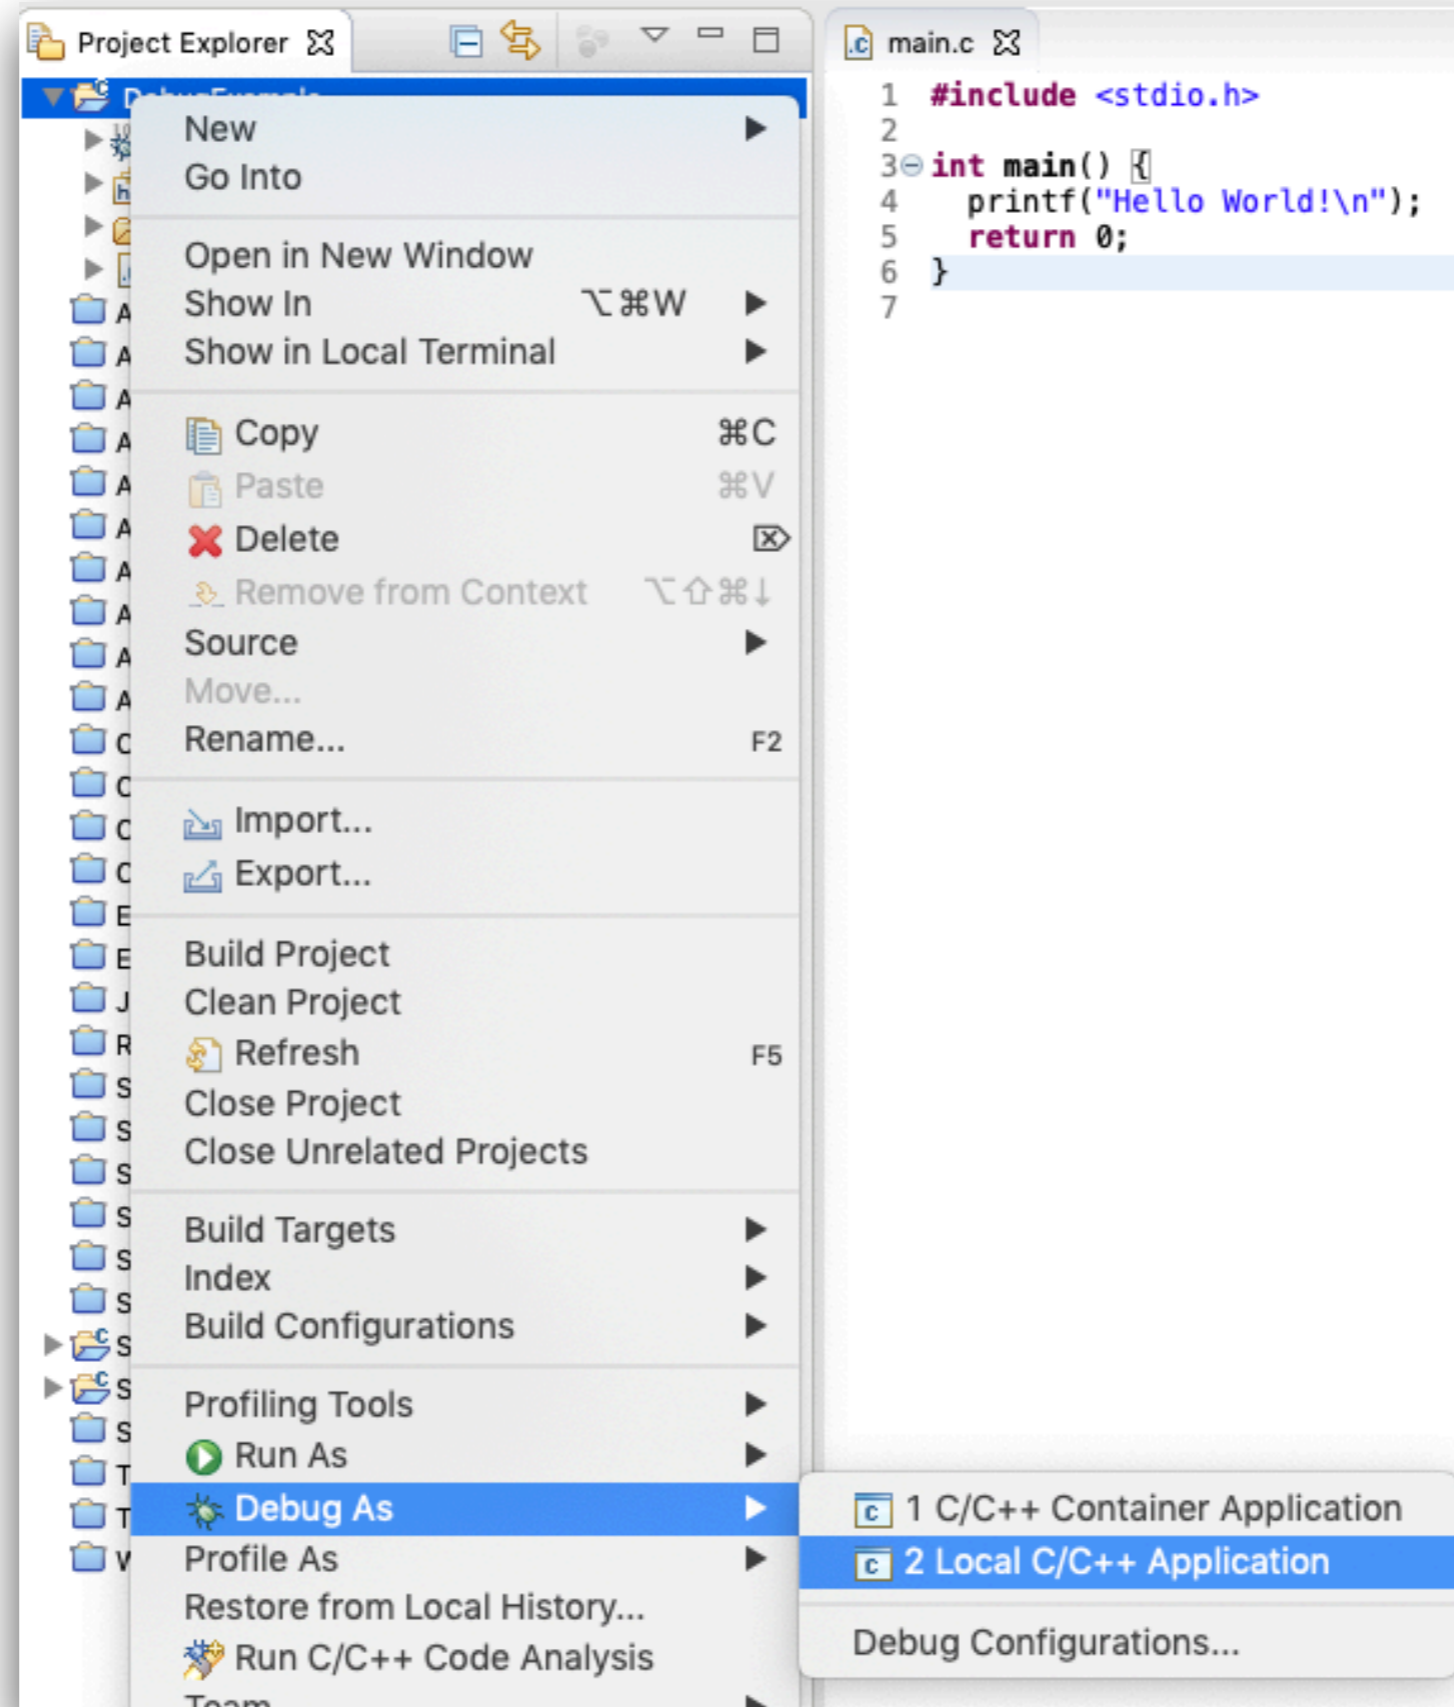 Project Explorer
main.c
DebugExample
New
Go Into
Open in New Window
Show In ⌥⌘W
Show in Local Terminal
Copy ⌘C
Paste ⌘V
Delete ⌦
Remove from Context ⌥⇧⌘↓
Source
Move...
Rename... F2
Import...
Export...
Build Project
Clean Project
Refresh F5
Close Project
Close Unrelated Projects
Build Targets
Index
Build Configurations
Profiling Tools
Run As
Debug As
Profile As
Restore from Local History...
Run C/C++ Code Analysis
Team
1 #include <stdio.h>
2
3 int main() {
4 printf("Hello World!\n");
5 return 0;
6 }
7
1 C/C++ Container Application
2 Local C/C++ Application
Debug Configurations...
A
A
A
A
A
A
A
A
A
A
C
C
C
C
E
E
J
R
S
S
S
S
S
S
S
S
S
T
T